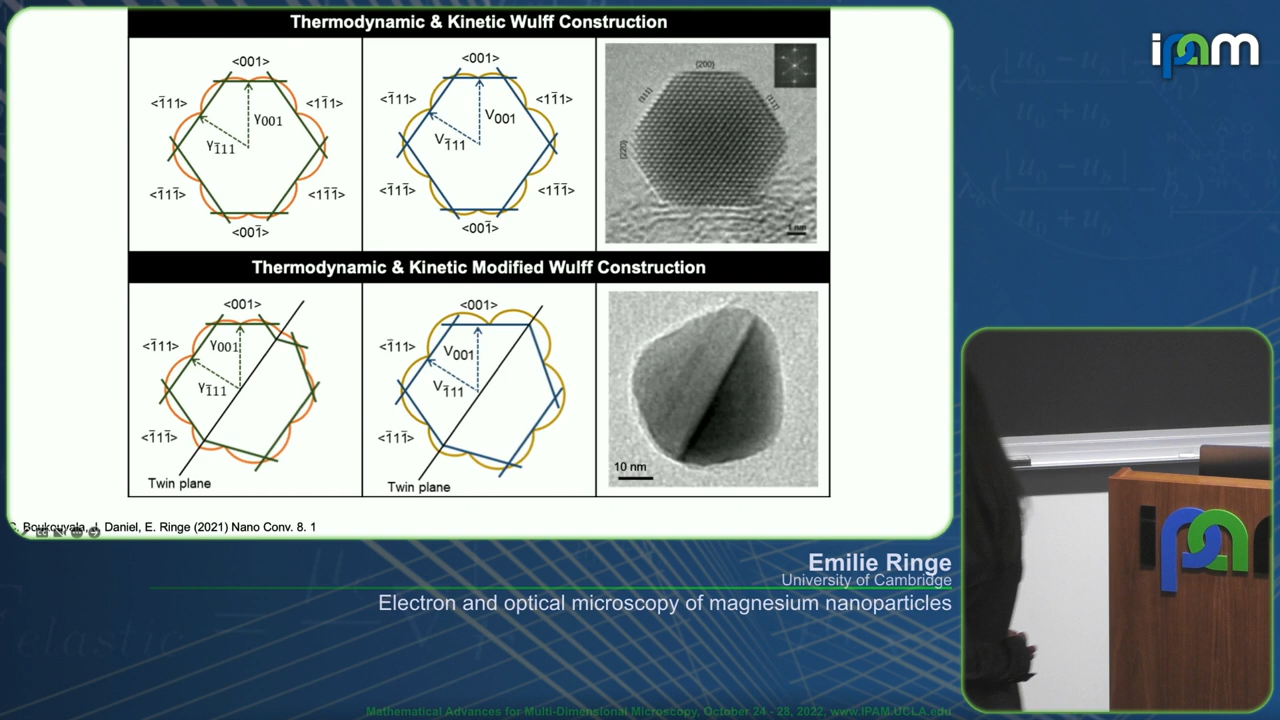 Thermodynamic & Kinetic Wulff Construction
<001>
<1̅11>
<11̅1>
γ001
γ1̅11
<1̅11̅>
<11̅1̅>
<001̅>
<001>
<1̅11>
<11̅1>
V001
V1̅11
<1̅11̅>
<11̅1̅>
<001̅>
{200}
{111}
{111}
{220}
1 nm
Thermodynamic & Kinetic Modified Wulff Construction
<001>
<1̅11>
γ001
γ1̅11
<1̅11̅>
Twin plane
<001>
<1̅11>
V001
V1̅11
<1̅11̅>
Twin plane
10 nm
C. Boukouvala, J. Daniel, E. Ringe (2021) Nano Conv. 8. 1
ipam
ipam
Emilie Ringe
University of Cambridge
Electron and optical microscopy of magnesium nanoparticles
elastic
Mathematical Advances for Multi-Dimensional Microscopy, October 24 - 28, 2022, www.IPAM.UCLA.edu